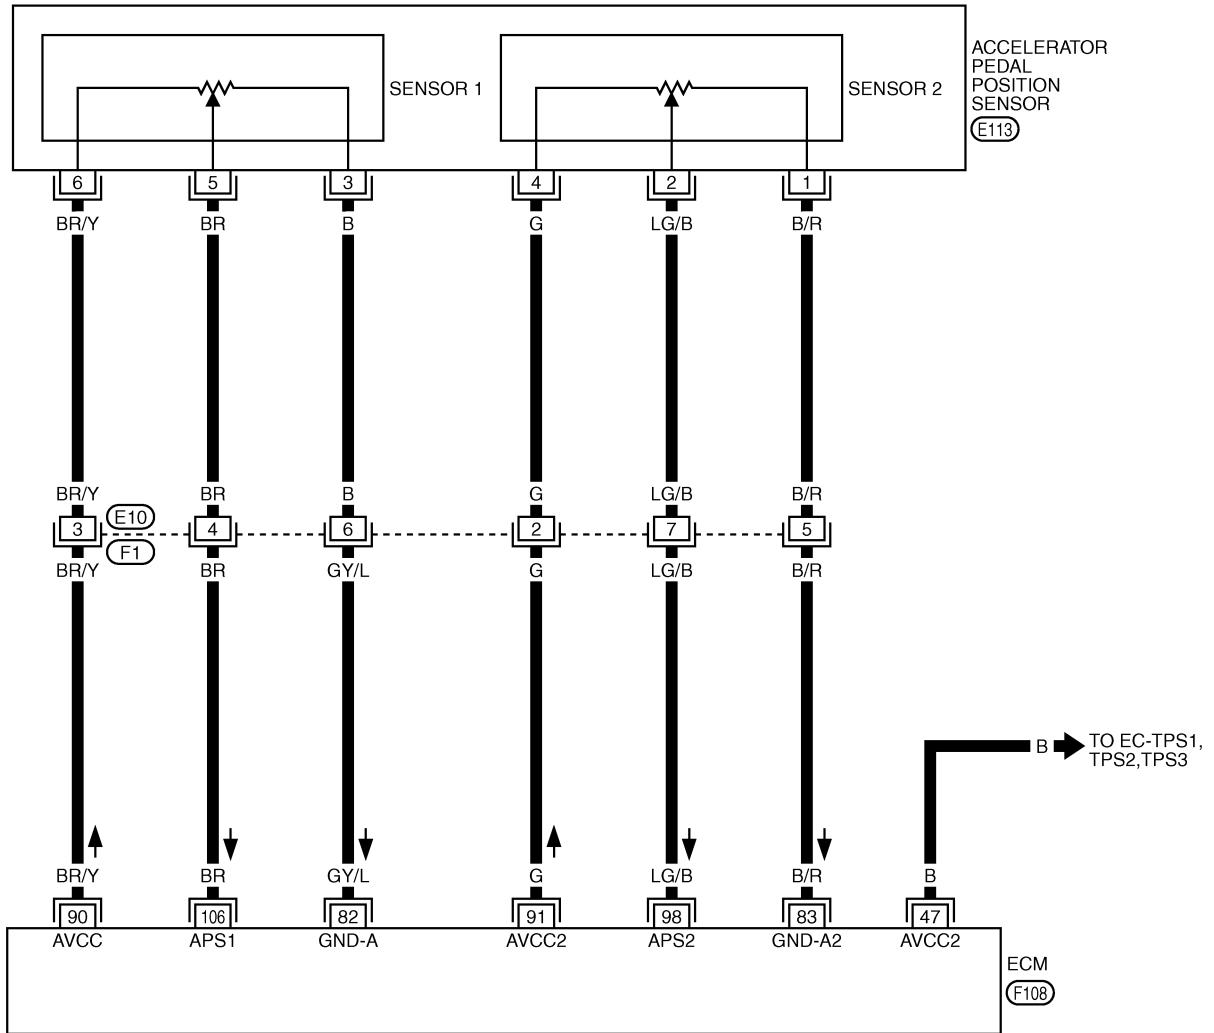 ACCELERATOR
PEDAL
POSITION
SENSOR
E113
SENSOR 1
SENSOR 2
6 5 3 4 2 1
BR/Y BR B G LG/B B/R
BR/Y BR B G LG/B B/R
E10
3 4 6 2 7 5
F1
BR/Y BR GY/L G LG/B B/R
B
TO EC-TPS1,
TPS2,TPS3
BR/Y BR GY/L G LG/B B/R B
90 106 82 91 98 83 47
AVCC APS1 GND-A AVCC2 APS2 GND-A2 AVCC2
ECM
F108